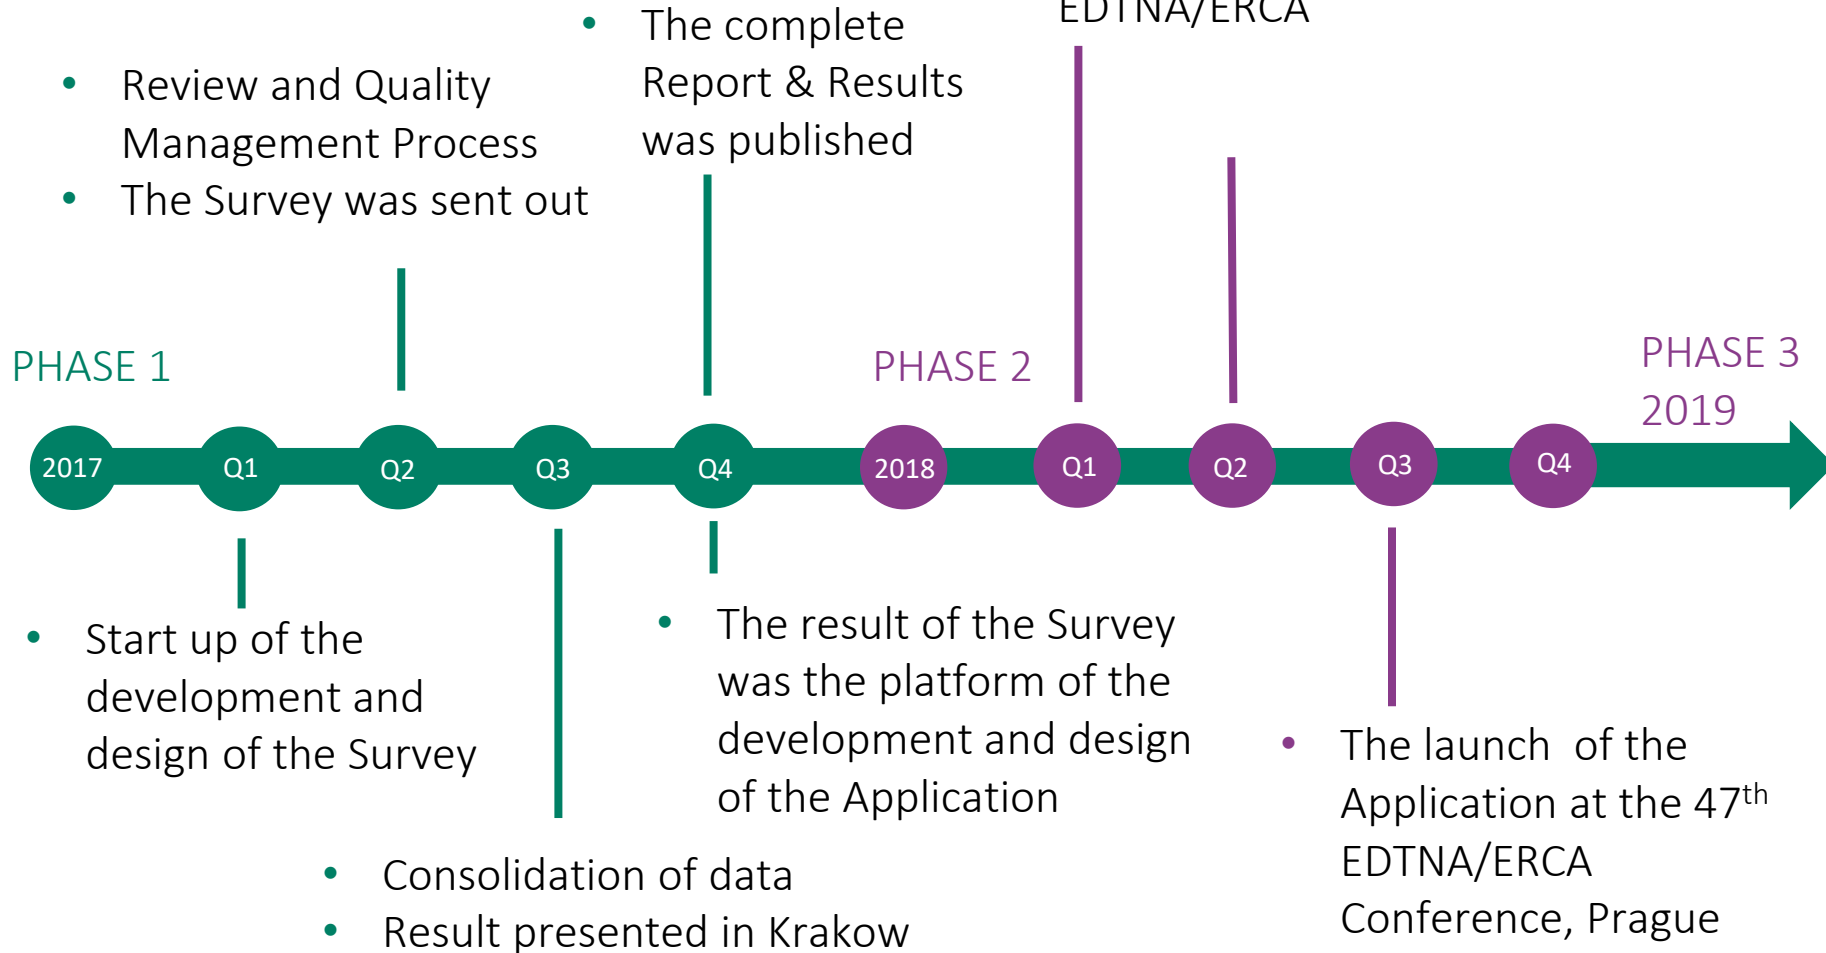 EDTNA/ERCA
• The complete
Report & Results
was published
• Review and Quality
Management Process
• The Survey was sent out
PHASE 1
PHASE 2
PHASE 3
2019
2017
Q1
Q2
Q3
Q4
2018
Q1
Q2
Q3
Q4
• Start up of the
development and
design of the Survey
• The result of the Survey
was the platform of the
development and design
of the Application
• The launch of the
Application at the 47th
EDTNA/ERCA
Conference, Prague
• Consolidation of data
• Result presented in Krakow